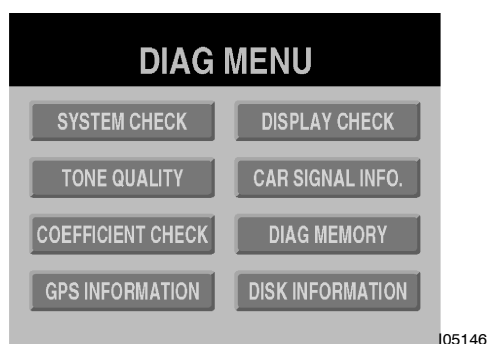 DIAG MENU
SYSTEM CHECK DISPLAY CHECK
TONE QUALITY CAR SIGNAL INFO.
COEFFICIENT CHECK DIAG MEMORY
GPS INFORMATION DISK INFORMATION
I05146